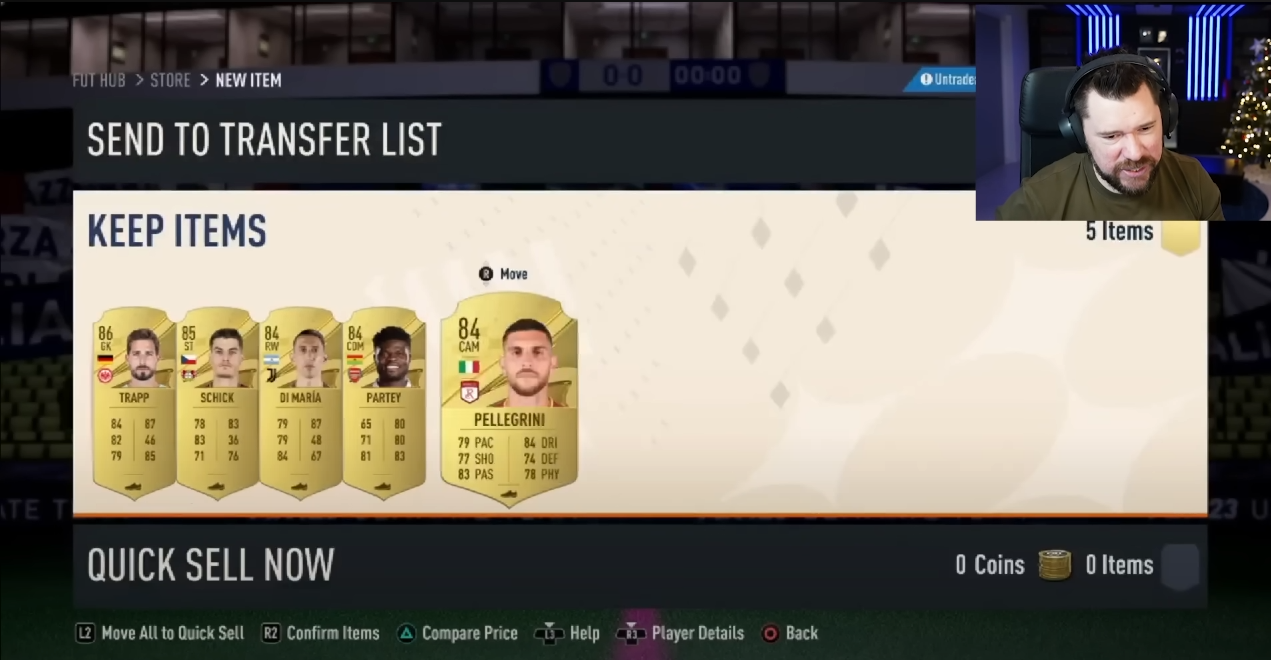 FUT HUB > STORE > NEW ITEM
0-0 00:00
SEND TO TRANSFER LIST
KEEP ITEMS
5 Items
R Move
86 GK
TRAPP
84 87
82 46
79 85
85 ST
SCHICK
78 83
83 36
71 76
84 RW
DI MARÍA
79 87
79 48
84 67
84 CDM
PARTEY
65 80
71 80
81 83
84
CAM
PELLEGRINI
79 PAC 84 DRI
77 SHO 74 DEF
83 PAS 78 PHY
QUICK SELL NOW
0 Coins 0 Items
L2 Move All to Quick Sell R2 Confirm Items Compare Price L3 Help R3 Player Details Back